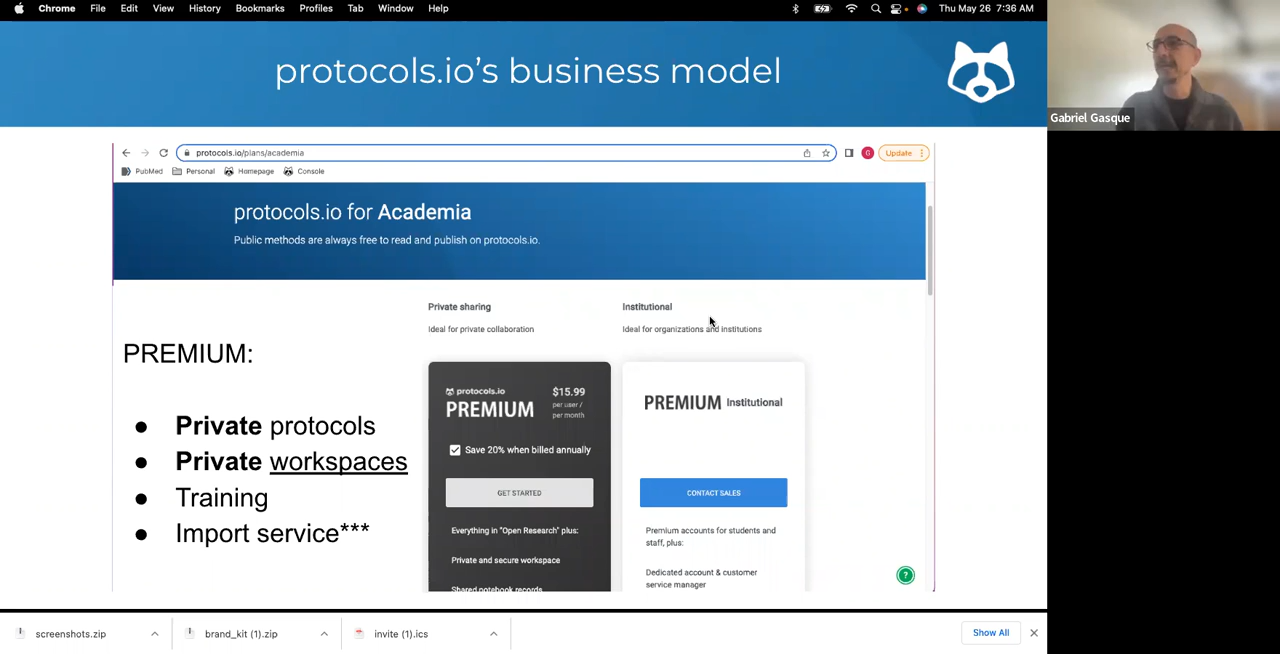 Chrome File Edit View History Bookmarks Profiles Tab Window Help Thu May 26 7:36 AM
protocols.io's business model
Gabriel Gasque
protocols.io/plans/academia
Update
PubMed Personal Homepage Console
protocols.io for Academia
Public methods are always free to read and publish on protocols.io.
PREMIUM:
● Private protocols
● Private workspaces
● Training
● Import service***
Private sharing
Ideal for private collaboration
protocols.io
PREMIUM
$15.99
per user /
per month
Save 20% when billed annually
GET STARTED
Everything in "Open Research" plus:
Private and secure workspace
Shared notebook records
Institutional
Ideal for organizations and institutions
PREMIUM Institutional
CONTACT SALES
Premium accounts for students and
staff, plus:
Dedicated account & customer
service manager
?
screenshots.zip
brand_kit (1).zip
invite (1).ics
Show All